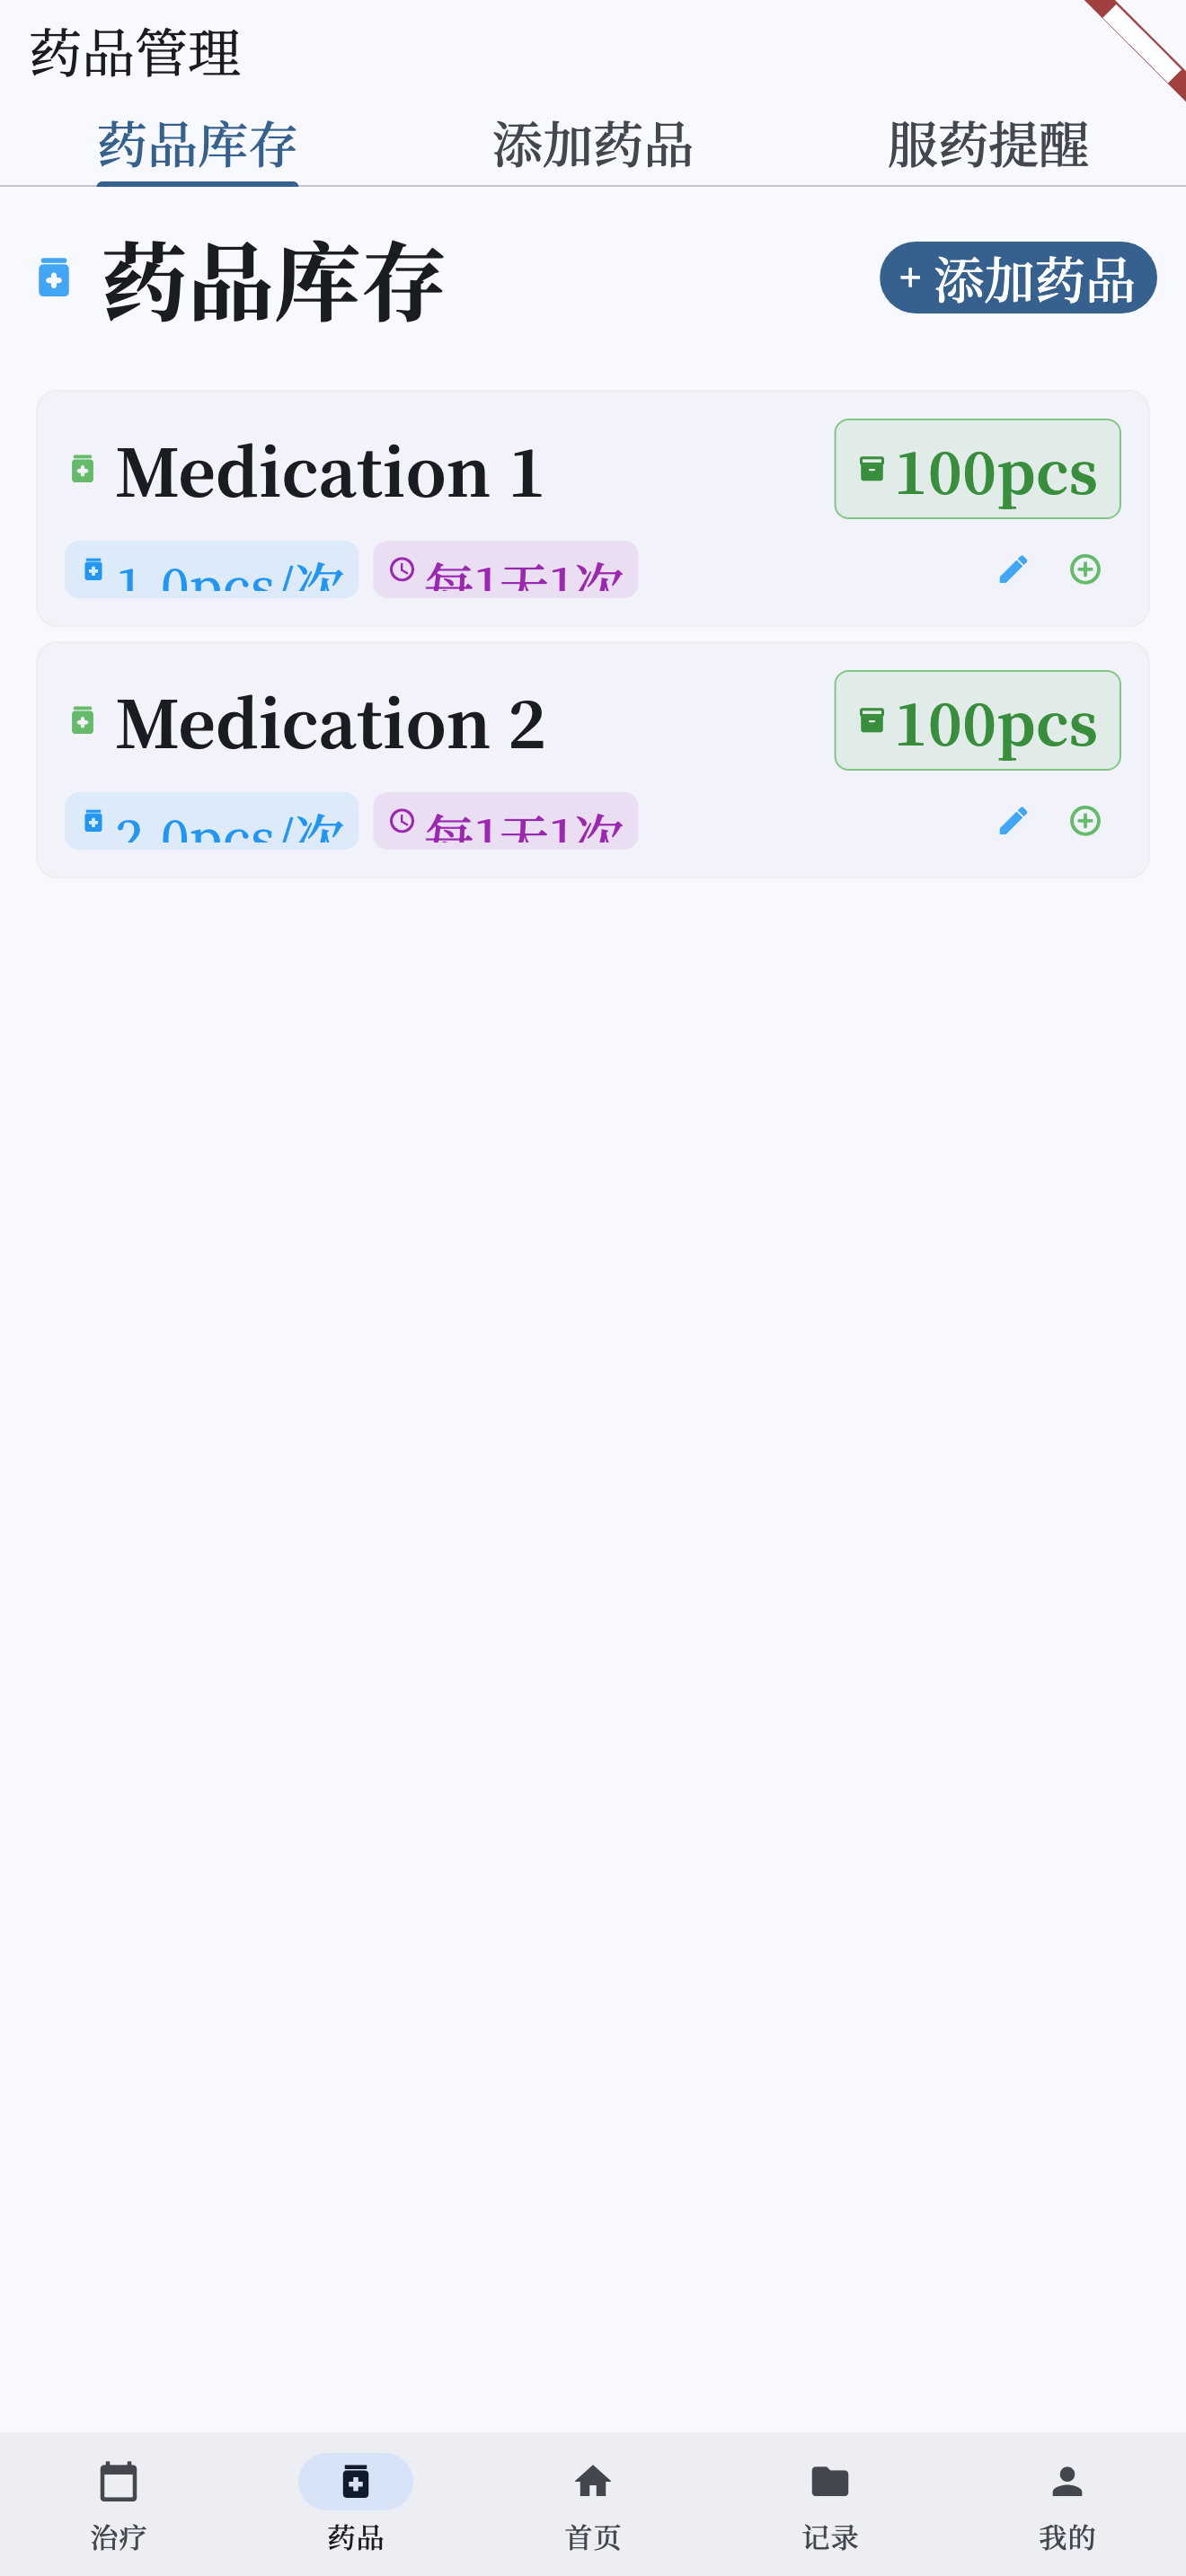 药品管理
药品库存 添加药品 服药提醒
药品库存
+ 添加药品
Medication 1
100pcs
1.0pcs/次 每1天1次
Medication 2
100pcs
2.0pcs/次 每1天1次
治疗 药品 首页 记录 我的